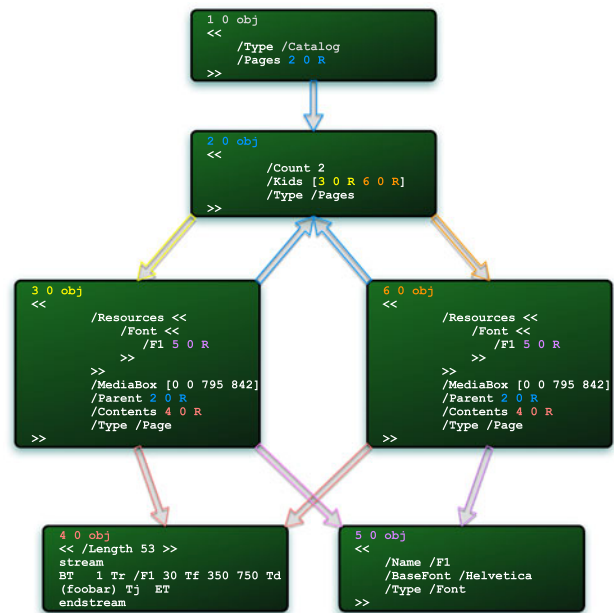 1 0 obj
<<
/Type /Catalog
/Pages 2 0 R
>>
2 0 obj
<<
/Count 2
/Kids [3 0 R 6 0 R]
/Type /Pages
>>
3 0 obj
<<
/Resources <<
/Font <<
/F1 5 0 R
>>
>>
/MediaBox [0 0 795 842]
/Parent 2 0 R
/Contents 4 0 R
/Type /Page
>>
6 0 obj
<<
/Resources <<
/Font <<
/F1 5 0 R
>>
>>
/MediaBox [0 0 795 842]
/Parent 2 0 R
/Contents 4 0 R
/Type /Page
>>
4 0 obj
<< /Length 53 >>
stream
BT   1 Tr /F1 30 Tf 350 750 Td
(foobar) Tj  ET
endstream
5 0 obj
<<
/Name /F1
/BaseFont /Helvetica
/Type /Font
>>